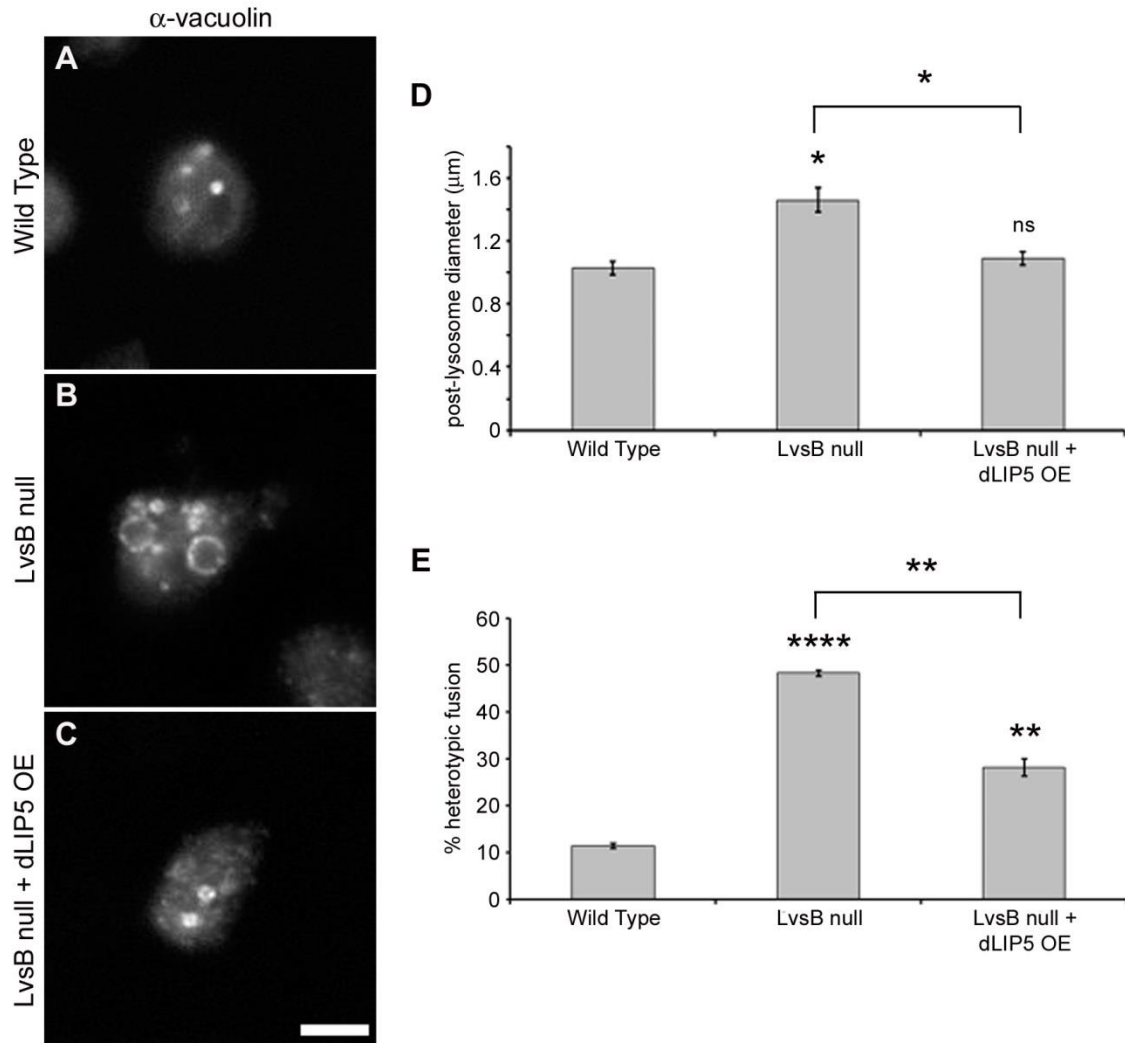 α-vacuolin
A
Wild Type
B
LvsB null
C
LvsB null + dLIP5 OE
D
*
post-lysosome diameter (μm)
1.6
1.2
0.8
0.4
0
*
ns
Wild Type
LvsB null
LvsB null +
dLIP5 OE
E
**
% heterotypic fusion
60
50
40
30
20
10
0
****
**
Wild Type
LvsB null
LvsB null +
dLIP5 OE